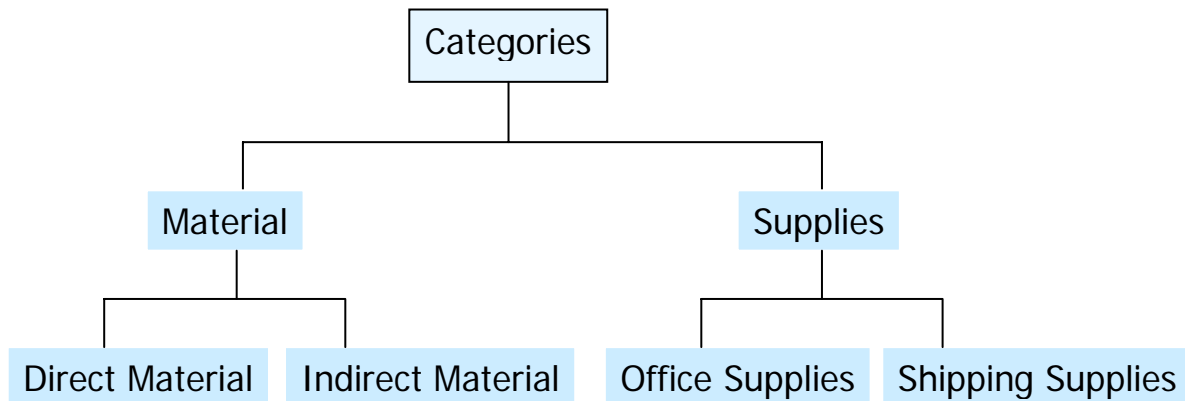 Categories
Material
Supplies
Direct Material
Indirect Material
Office Supplies
Shipping Supplies